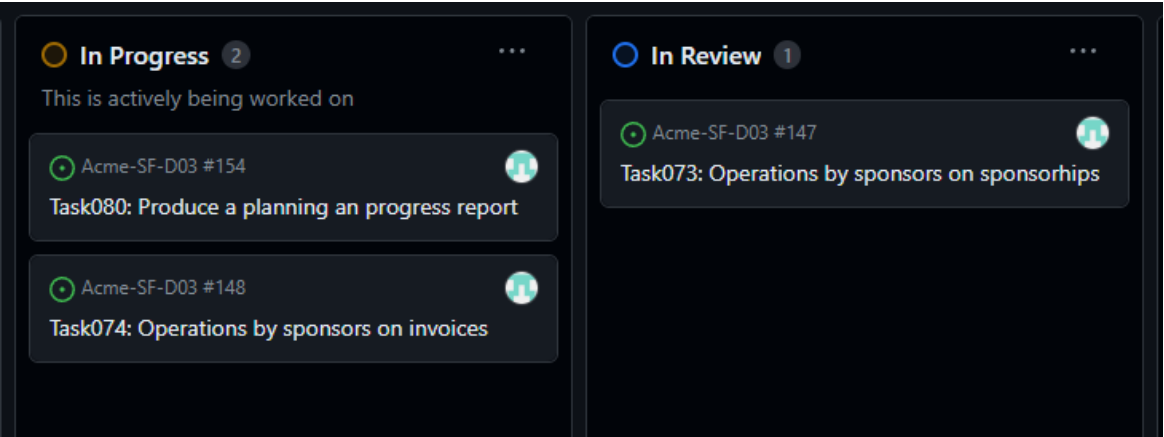 In Progress 2
This is actively being worked on
Acme-SF-D03 #154
Task080: Produce a planning an progress report
Acme-SF-D03 #148
Task074: Operations by sponsors on invoices
In Review 1
Acme-SF-D03 #147
Task073: Operations by sponsors on sponsorhips